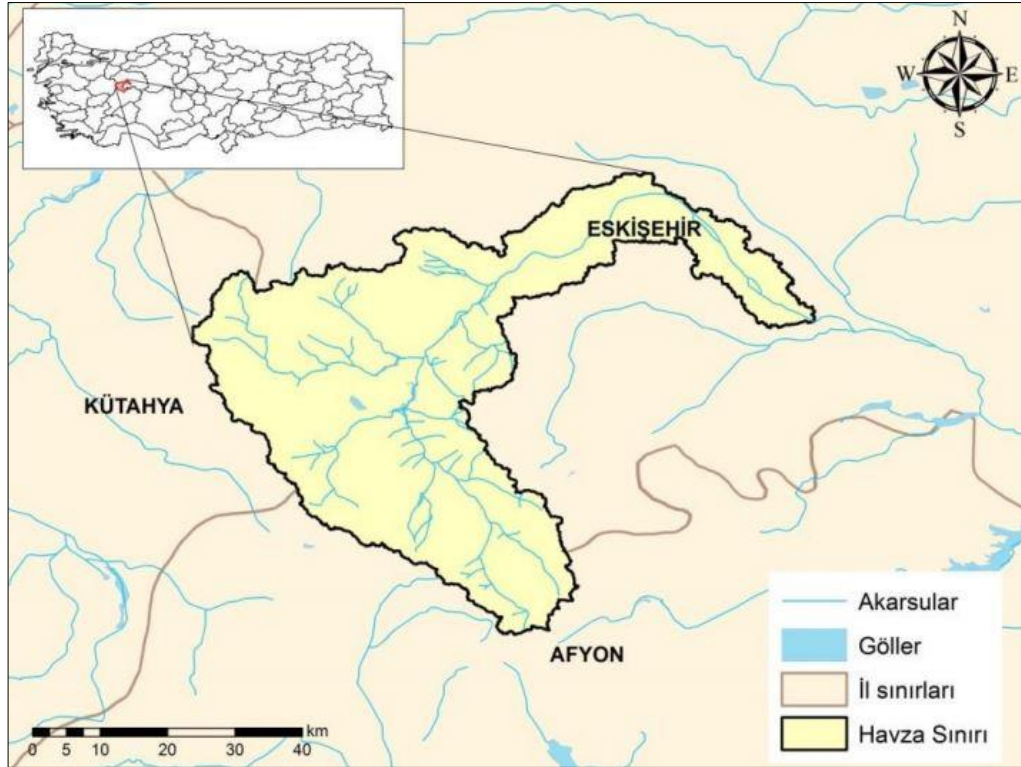 N
W E
S
ESKİŞEHİR
KÜTAHYA
AFYON
Akarsular
Göller
İl sınırları
Havza Sınırı
km
0 5 10 20 30 40